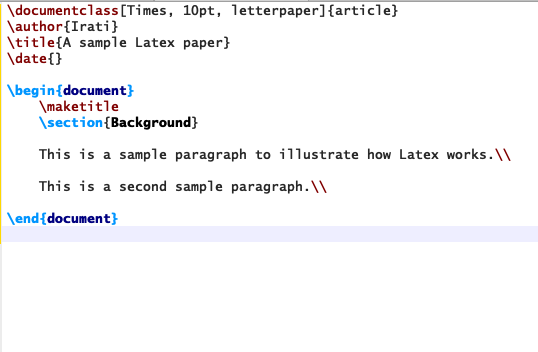 \documentclass[Times, 10pt, letterpaper]{article}
\author{Irati}
\title{A sample Latex paper}
\date{}
\begin{document}
\maketitle
\section{Background}
This is a sample paragraph to illustrate how Latex works.\\
This is a second sample paragraph.\\
\end{document}